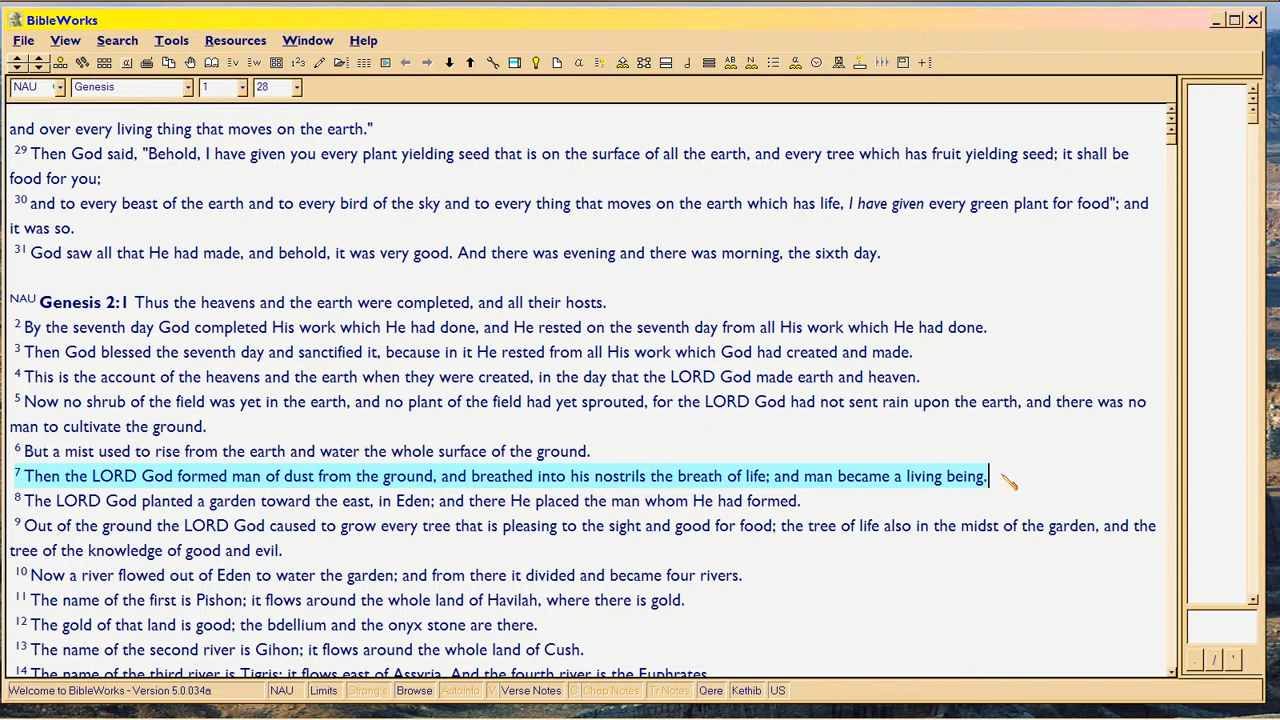 BibleWorks
File View Search Tools Resources Window Help
NAU Genesis 1 28
and over every living thing that moves on the earth."
29 Then God said, "Behold, I have given you every plant yielding seed that is on the surface of all the earth, and every tree which has fruit yielding seed; it shall be
food for you;
30 and to every beast of the earth and to every bird of the sky and to every thing that moves on the earth which has life, I have given every green plant for food"; and
it was so.
31 God saw all that He had made, and behold, it was very good. And there was evening and there was morning, the sixth day.
NAU Genesis 2:1 Thus the heavens and the earth were completed, and all their hosts.
2 By the seventh day God completed His work which He had done, and He rested on the seventh day from all His work which He had done.
3 Then God blessed the seventh day and sanctified it, because in it He rested from all His work which God had created and made.
4 This is the account of the heavens and the earth when they were created, in the day that the LORD God made earth and heaven.
5 Now no shrub of the field was yet in the earth, and no plant of the field had yet sprouted, for the LORD God had not sent rain upon the earth, and there was no
man to cultivate the ground.
6 But a mist used to rise from the earth and water the whole surface of the ground.
7 Then the LORD God formed man of dust from the ground, and breathed into his nostrils the breath of life; and man became a living being.
8 The LORD God planted a garden toward the east, in Eden; and there He placed the man whom He had formed.
9 Out of the ground the LORD God caused to grow every tree that is pleasing to the sight and good for food; the tree of life also in the midst of the garden, and the
tree of the knowledge of good and evil.
10 Now a river flowed out of Eden to water the garden; and from there it divided and became four rivers.
11 The name of the first is Pishon; it flows around the whole land of Havilah, where there is gold.
12 The gold of that land is good; the bdellium and the onyx stone are there.
13 The name of the second river is Gihon; it flows around the whole land of Cush.
14 The name of the third river is Tigris; it flows east of Assyria. And the fourth river is the Euphrates.
Welcome to BibleWorks - Version 5.0.034a NAU Limits Strong's Browse AutoInfo V Verse Notes C Chap Notes Tr Notes Qere Kethib US